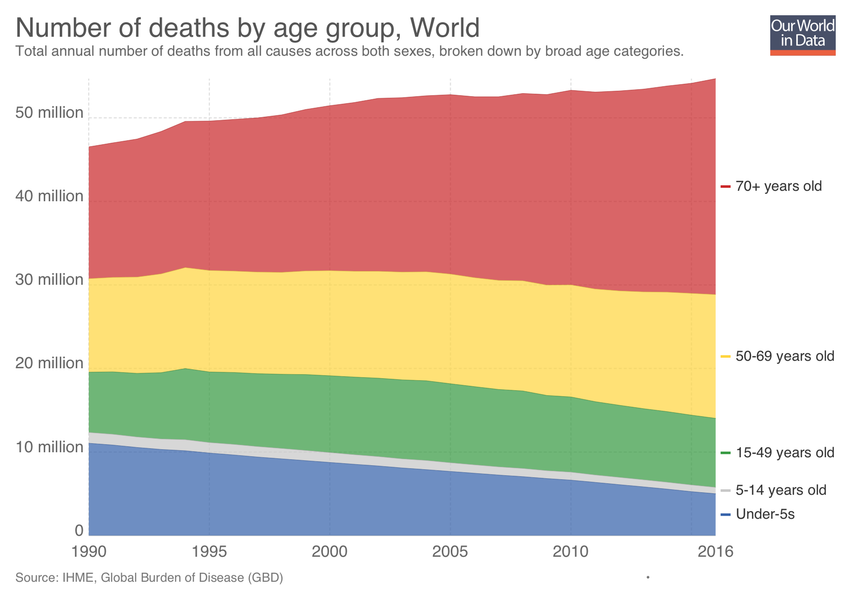 Number of deaths by age group, World
Total annual number of deaths from all causes across both sexes, broken down by broad age categories.
Our World
in Data
50 million
40 million
30 million
20 million
10 million
0
70+ years old
50-69 years old
15-49 years old
5-14 years old
Under-5s
1990 1995 2000 2005 2010 2016
Source: IHME, Global Burden of Disease (GBD)